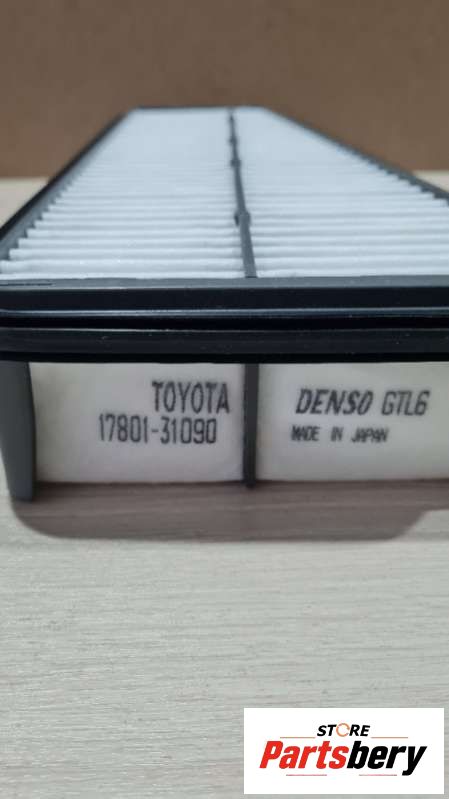 TOYOTA
17801-31090
DENSO GTL6
MADE IN JAPAN
STORE
Partsbery